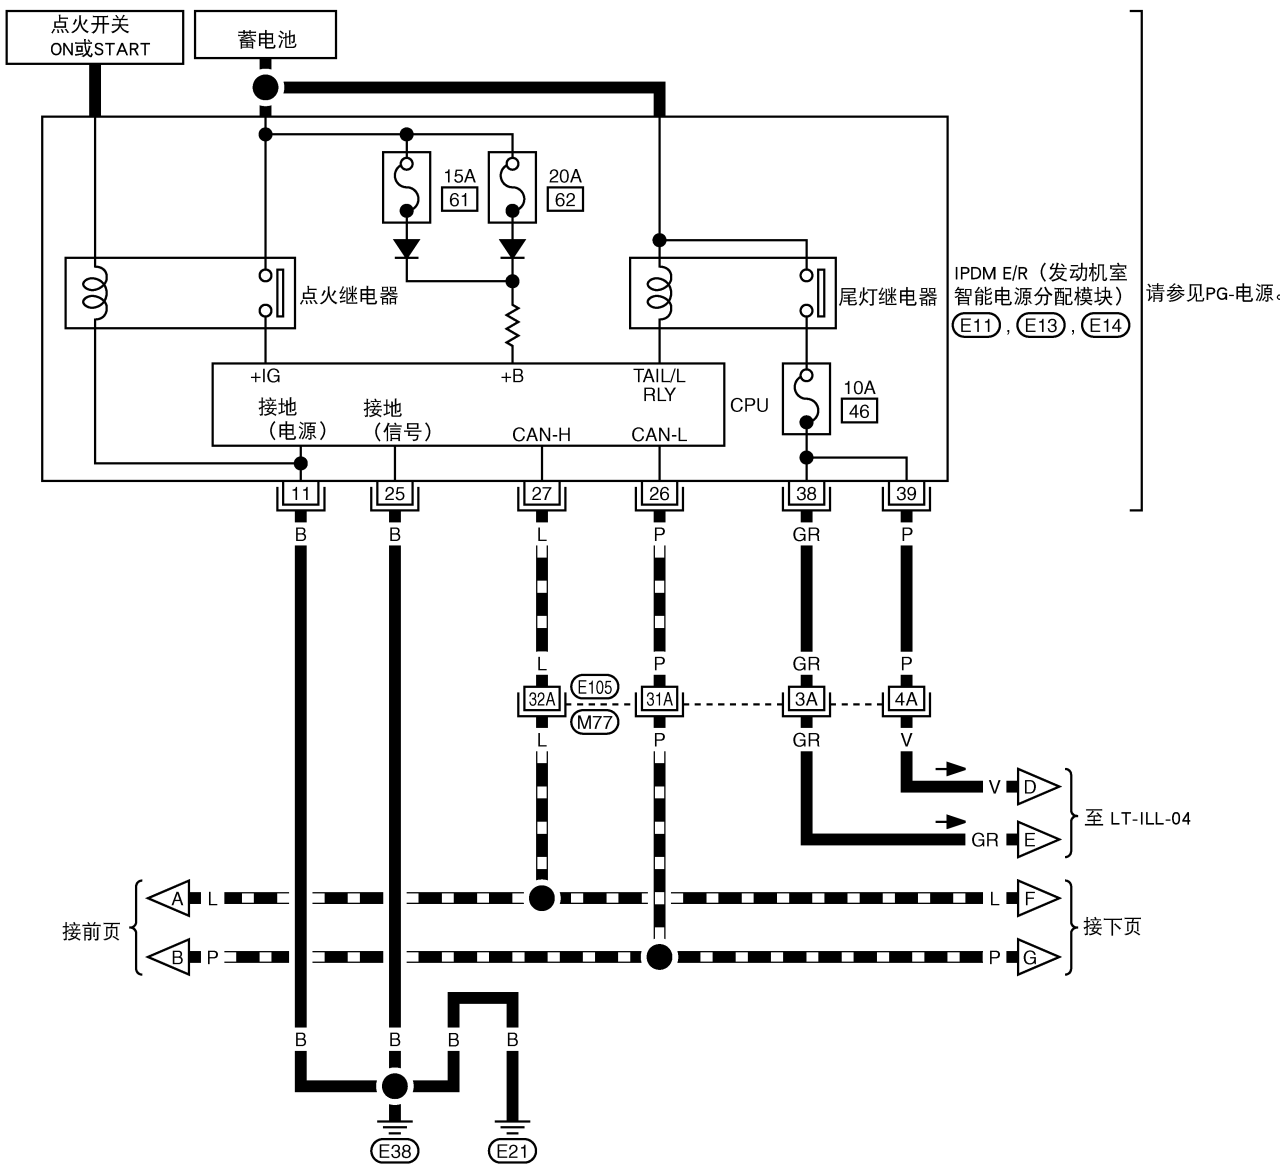 点火开关
ON或START
蓄电池
15A
61
20A
62
点火继电器
尾灯继电器
IPDM E/R（发动机室
智能电源分配模块）
E11 , E13 , E14
请参见PG-电源。
+IG
+B
TAIL/L
RLY
接地
（电源）
接地
（信号）
CAN-H
CAN-L
CPU
10A
46
11
25
27
26
38
39
B
B
L
P
GR
P
L
P
GR
P
32A
E105
M77
31A
3A
4A
L
P
GR
V
V
D
GR
E
至 LT-ILL-04
A
L
L
F
接前页
接下页
B
P
P
G
B
B
B
B
E38
E21